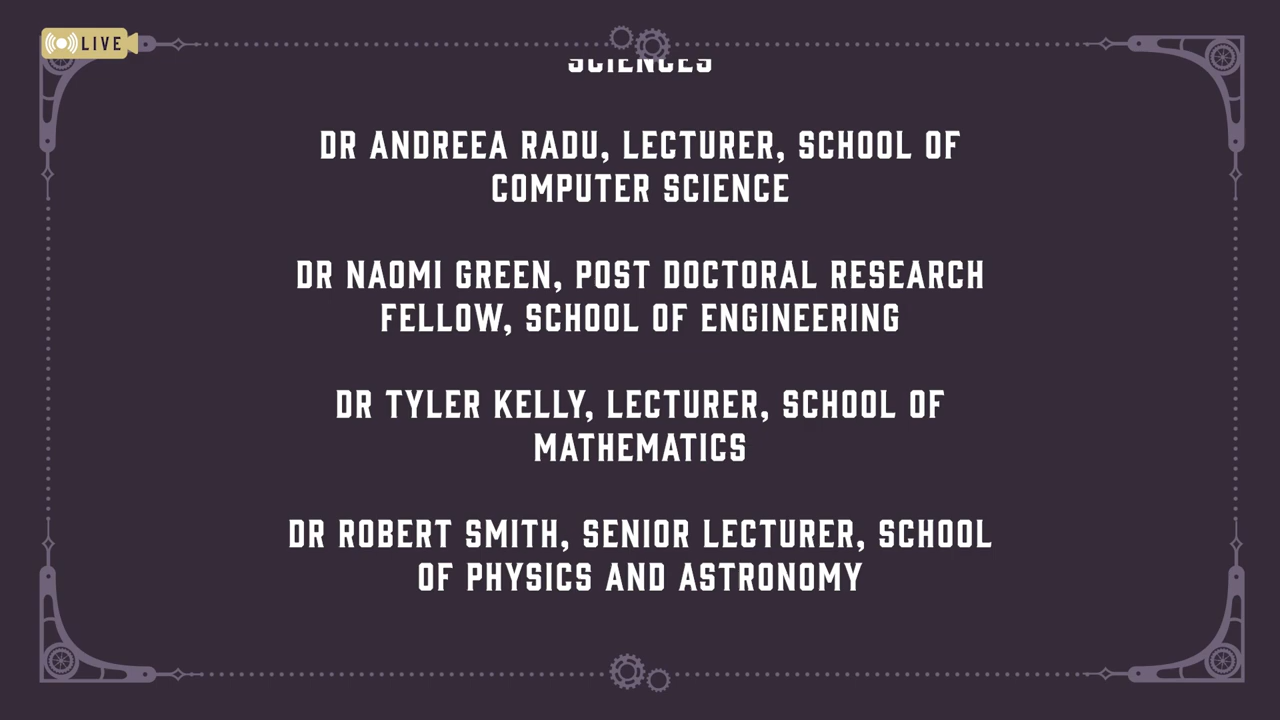 LIVE
SCIENCES
DR ANDREEA RADU, LECTURER, SCHOOL OF
COMPUTER SCIENCE
DR NAOMI GREEN, POST DOCTORAL RESEARCH
FELLOW, SCHOOL OF ENGINEERING
DR TYLER KELLY, LECTURER, SCHOOL OF
MATHEMATICS
DR ROBERT SMITH, SENIOR LECTURER, SCHOOL
OF PHYSICS AND ASTRONOMY